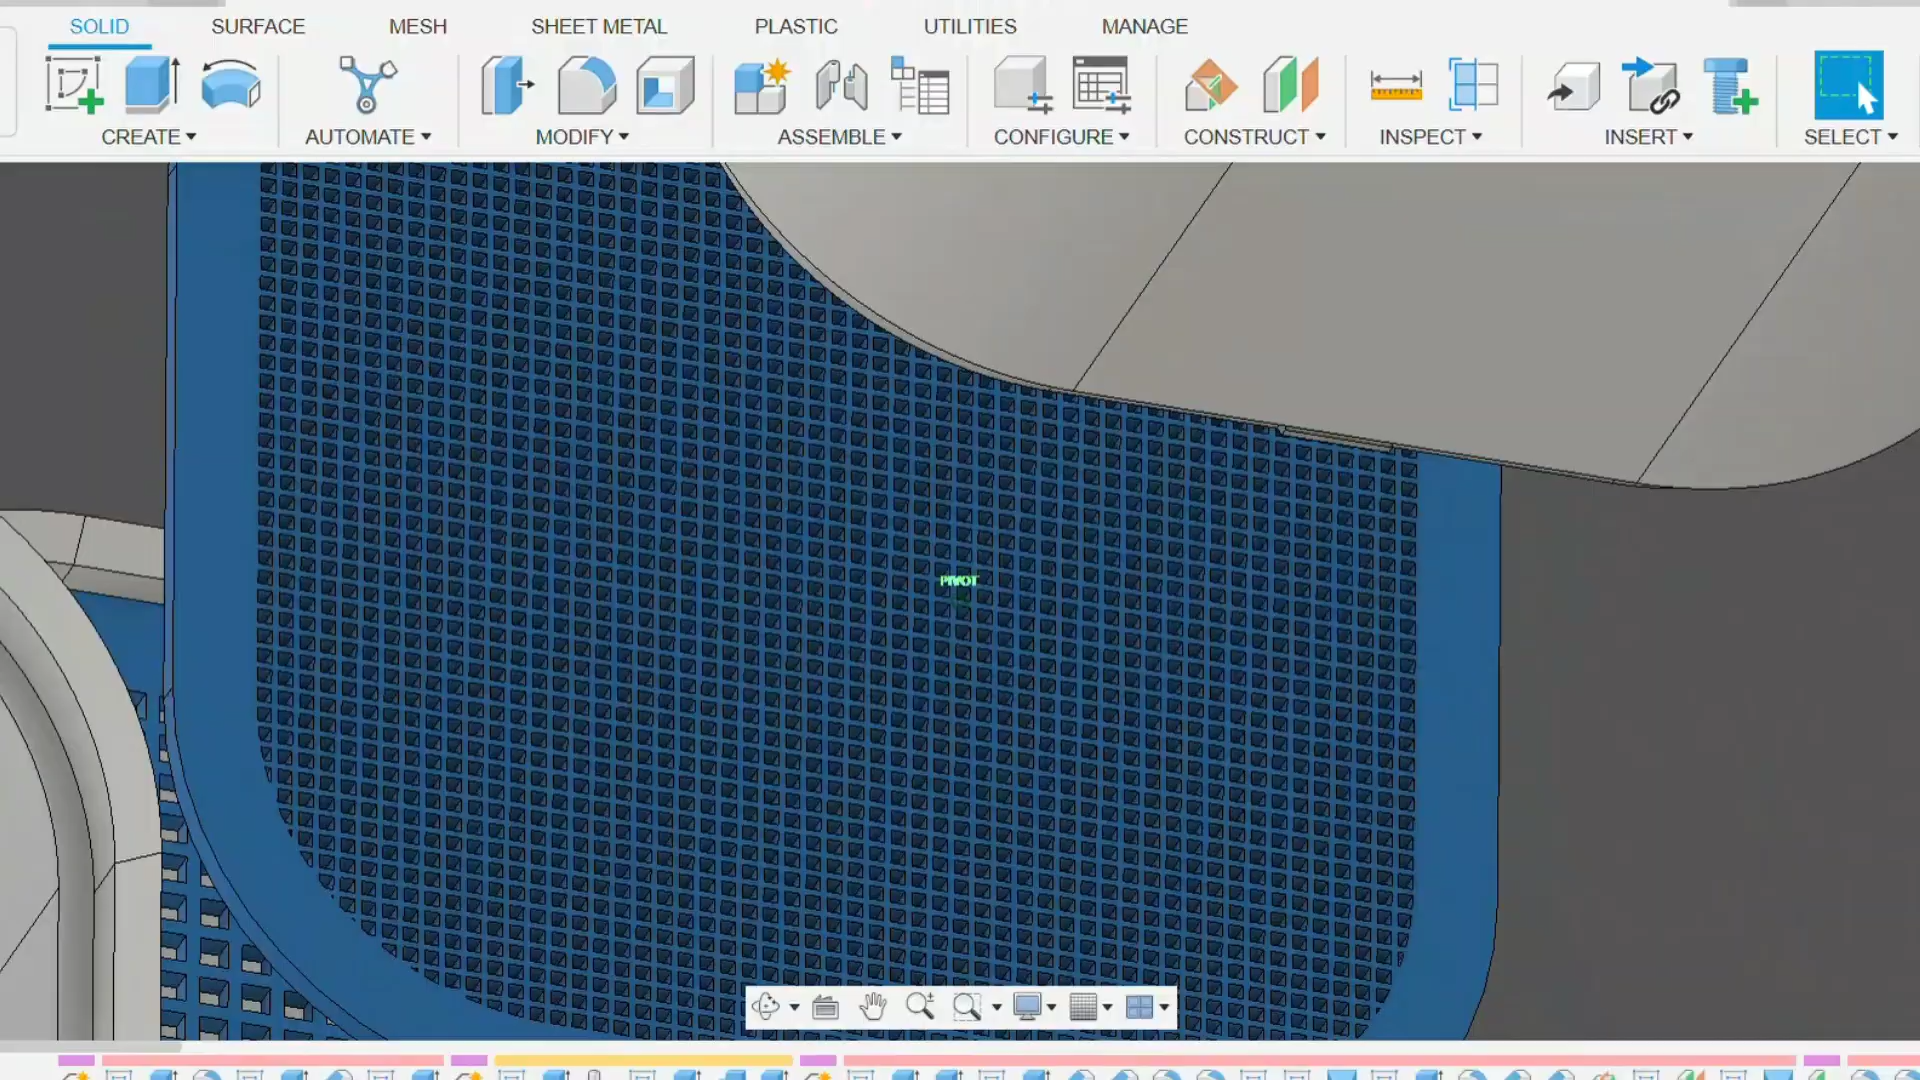 SOLID SURFACE MESH SHEET METAL PLASTIC UTILITIES MANAGE
CREATE AUTOMATE MODIFY ASSEMBLE CONFIGURE CONSTRUCT INSPECT INSERT SELECT
PIVOT